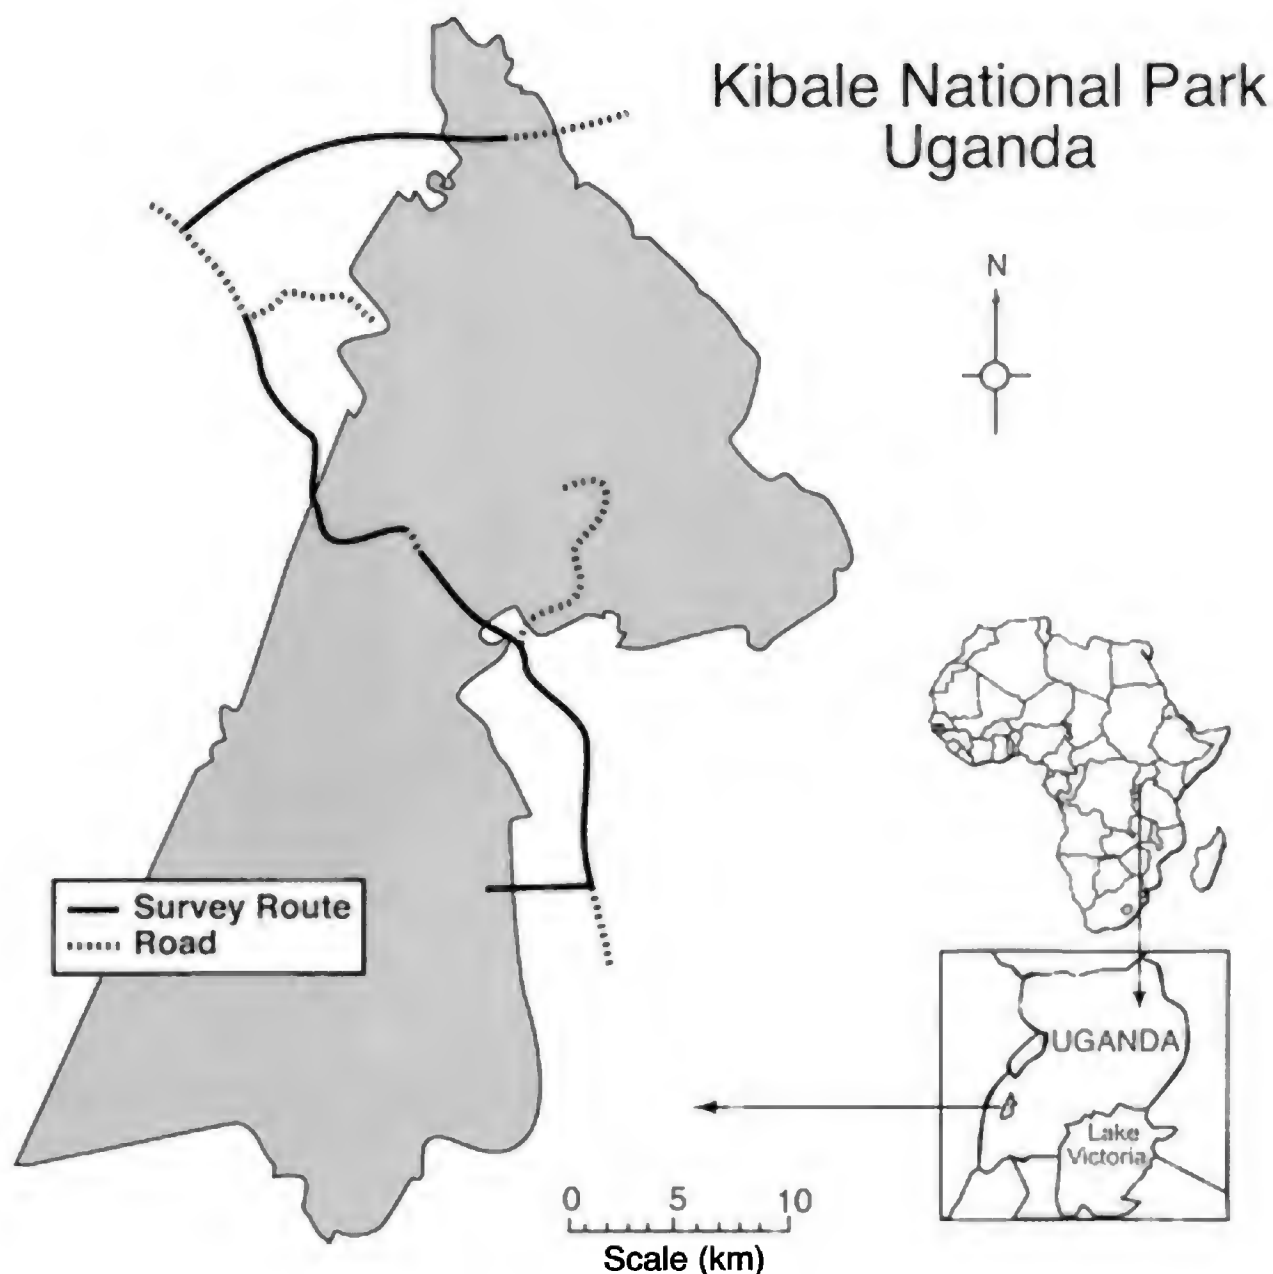 Kibale National Park
Uganda
N
Survey Route
Road
UGANDA
Lake
Victoria
0 5 10
Scale (km)